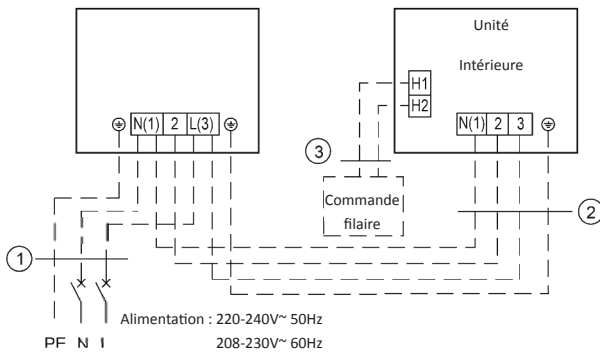 Unité
Intérieure
H1
H2
N(1) 2 L(3)
N(1) 2 3
3
Commande
filaire
2
1
Alimentation : 220-240V~ 50Hz
PE N L
208-230V~ 60Hz